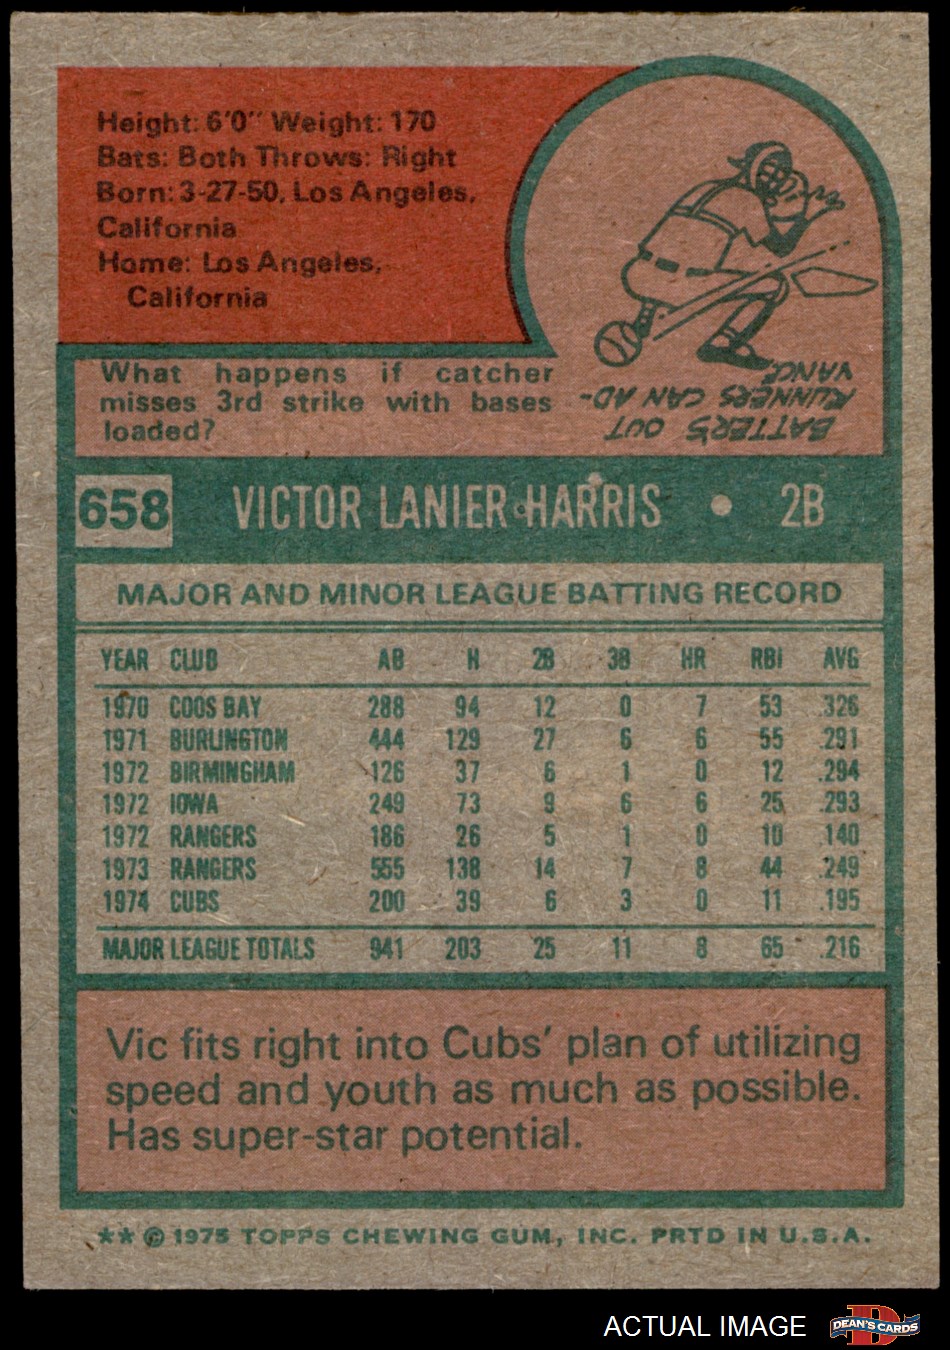 Height: 6'0" Weight: 170
Bats: Both Throws: Right
Born: 3-27-50, Los Angeles,
California
Home: Los Angeles,
California
What happens if catcher
misses 3rd strike with bases
loaded?
BATTER'S OUT
RUNNERS CAN AD-
VANCE
658 VICTOR LANIER HARRIS • 2B
MAJOR AND MINOR LEAGUE BATTING RECORD
YEAR CLUB AB H 2B 3B HR RBI AVG
1970 COOS BAY 288 94 12 0 7 53 .326
1971 BURLINGTON 444 129 27 6 6 55 .291
1972 BIRMINGHAM 126 37 6 1 0 12 .294
1972 IOWA 249 73 9 6 6 25 .293
1972 RANGERS 186 26 5 1 0 10 .140
1973 RANGERS 555 138 14 7 8 44 .249
1974 CUBS 200 39 6 3 0 11 .195
MAJOR LEAGUE TOTALS 941 203 25 11 8 65 .216
Vic fits right into Cubs' plan of utilizing
speed and youth as much as possible.
Has super-star potential.
** © 1975 TOPPS CHEWING GUM, INC. PRTD IN U.S.A.
ACTUAL IMAGE DEAN'S CARDS